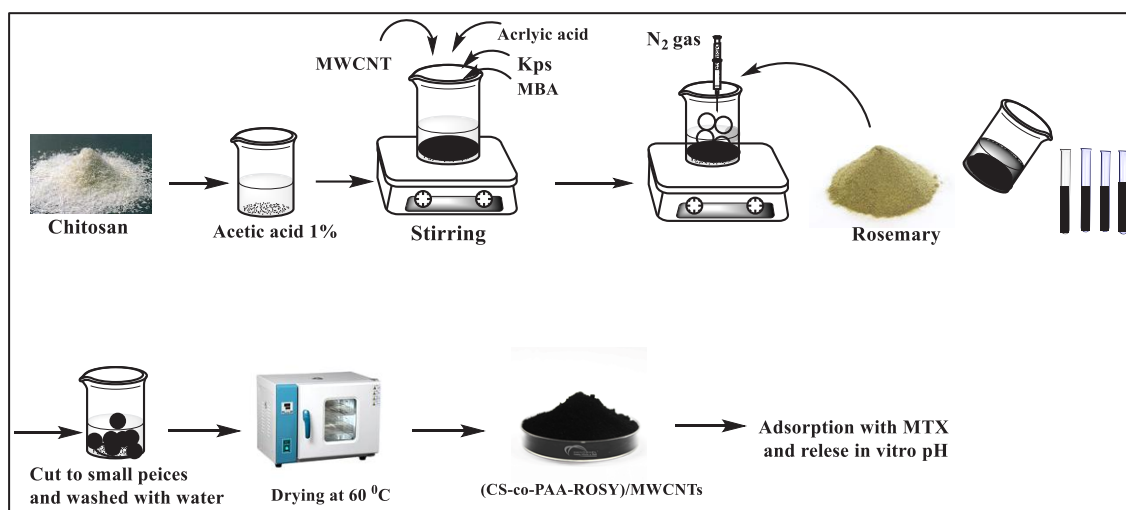 Acrlyic acid
MWCNT
Kps
MBA
N₂ gas
Chitosan
Acetic acid 1%
Stirring
Rosemary
Cut to small peices
and washed with water
Drying at 60 ⁰C
(CS-co-PAA-ROSY)/MWCNTs
Adsorption with MTX
and relese in vitro pH